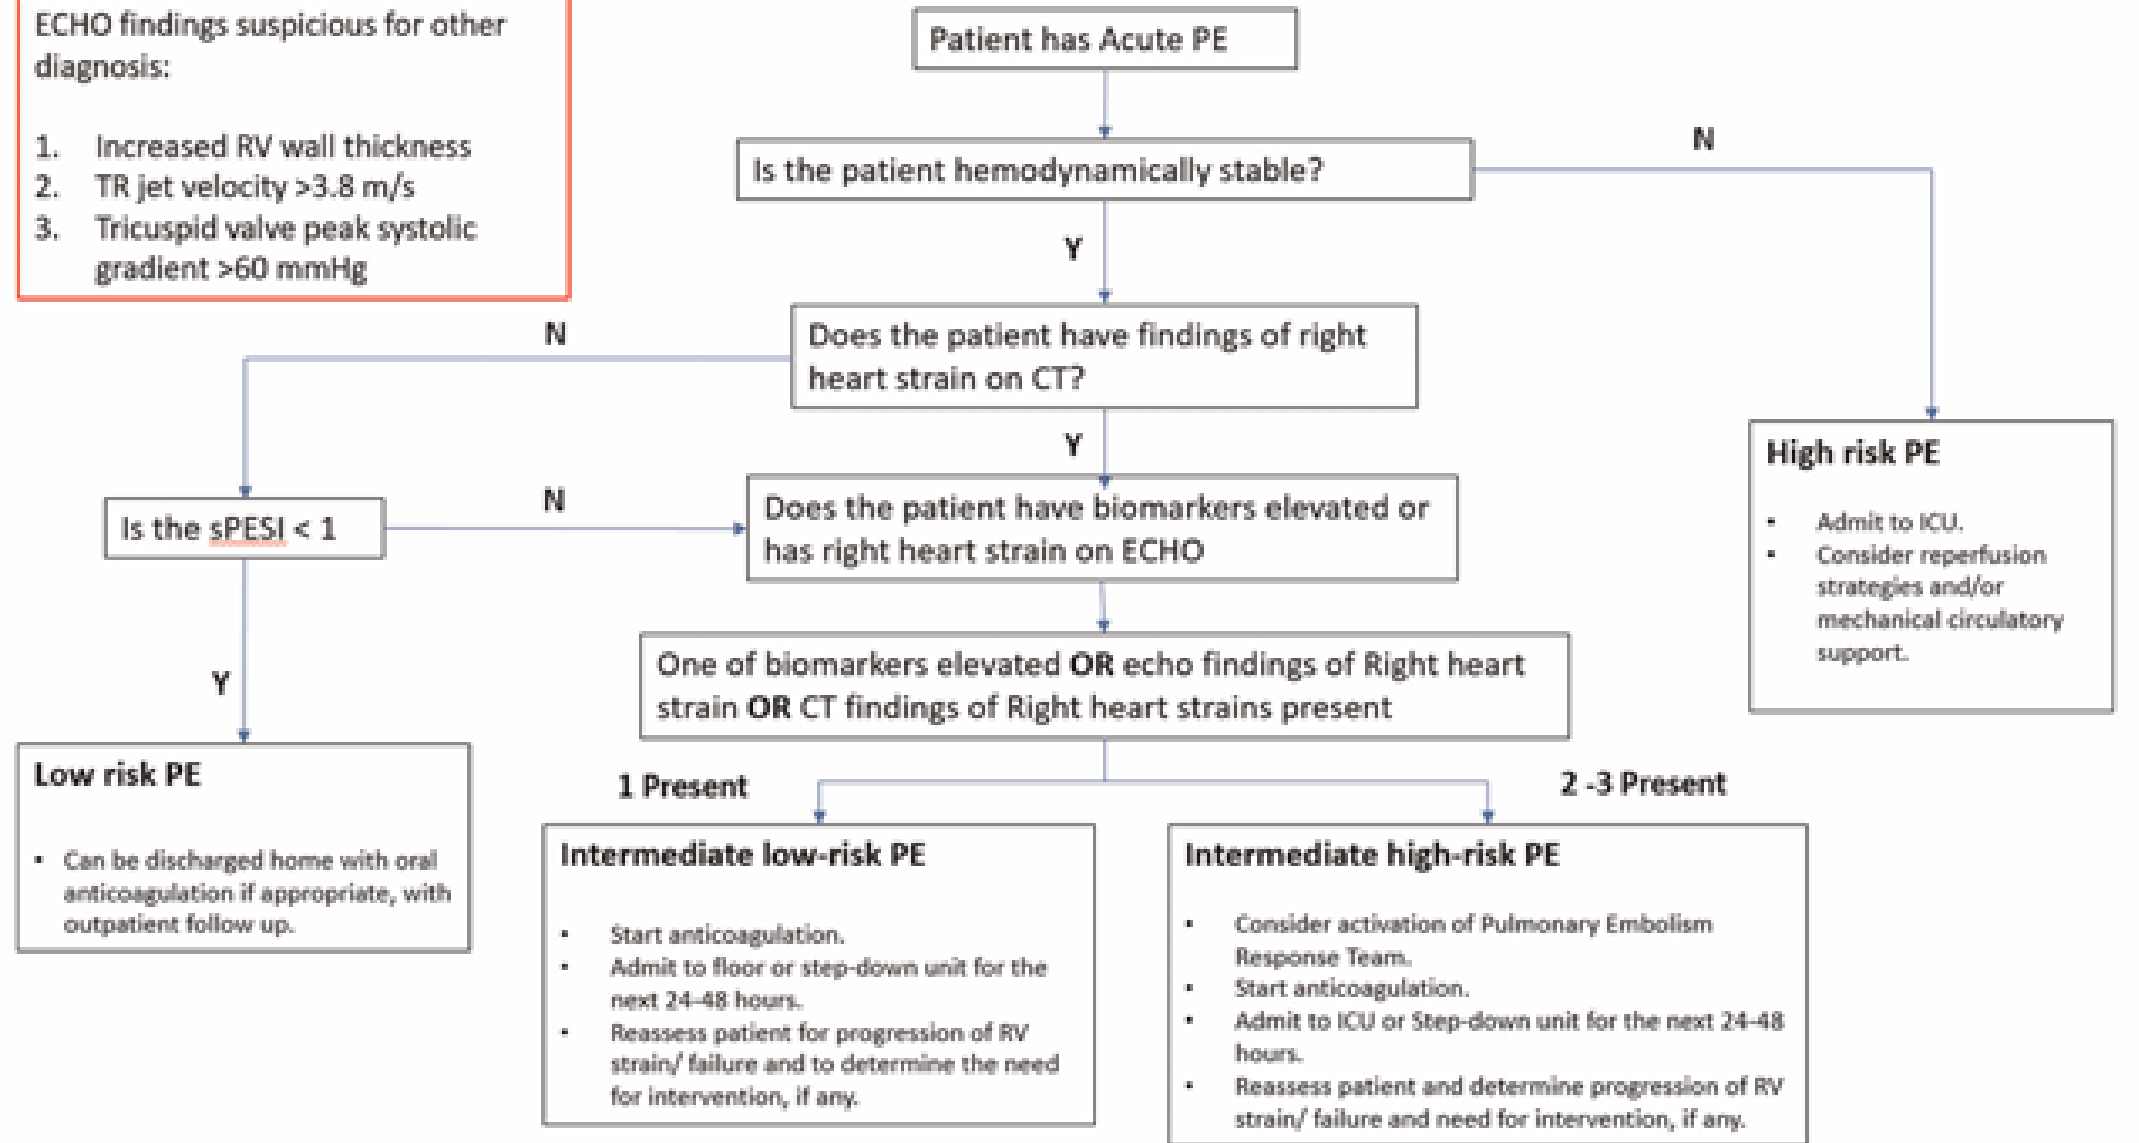 ECHO findings suspicious for other
diagnosis:
1. Increased RV wall thickness
2. TR jet velocity >3.8 m/s
3. Tricuspid valve peak systolic
gradient >60 mmHg
Patient has Acute PE
Is the patient hemodynamically stable?
N
Y
Does the patient have findings of right
heart strain on CT?
N
Y
Is the sPESI < 1
N
Does the patient have biomarkers elevated or
has right heart strain on ECHO
High risk PE
• Admit to ICU.
• Consider reperfusion
strategies and/or
mechanical circulatory
support.
One of biomarkers elevated OR echo findings of Right heart
strain OR CT findings of Right heart strains present
Y
Low risk PE
• Can be discharged home with oral
anticoagulation if appropriate, with
outpatient follow up.
1 Present
2 -3 Present
Intermediate low-risk PE
• Start anticoagulation.
• Admit to floor or step-down unit for the
next 24-48 hours.
• Reassess patient for progression of RV
strain/ failure and to determine the need
for intervention, if any.
Intermediate high-risk PE
• Consider activation of Pulmonary Embolism
Response Team.
• Start anticoagulation.
• Admit to ICU or Step-down unit for the next 24-48
hours.
• Reassess patient and determine progression of RV
strain/ failure and need for intervention, if any.